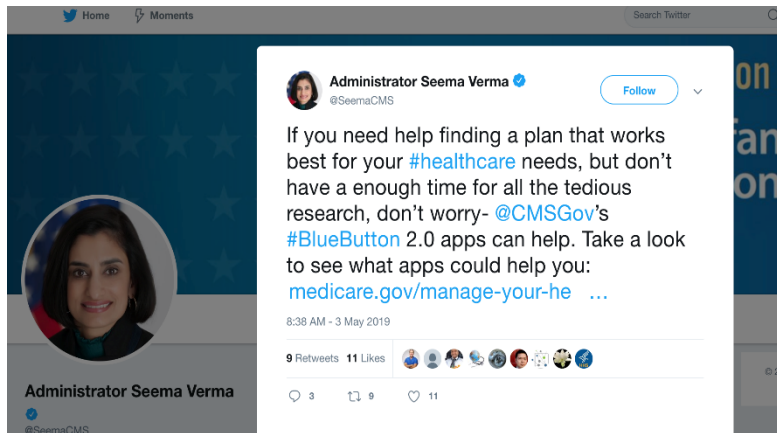 Home
Moments
Search Twitter
Administrator Seema Verma
@SeemaCMS
Follow
If you need help finding a plan that works
best for your #healthcare needs, but don’t
have a enough time for all the tedious
research, don’t worry- @CMSGov’s
#BlueButton 2.0 apps can help. Take a look
to see what apps could help you:
medicare.gov/manage-your-he ...
8:38 AM - 3 May 2019
9 Retweets 11 Likes
3 9 11
on
fan
on
Administrator Seema Verma
@SeemaCMS